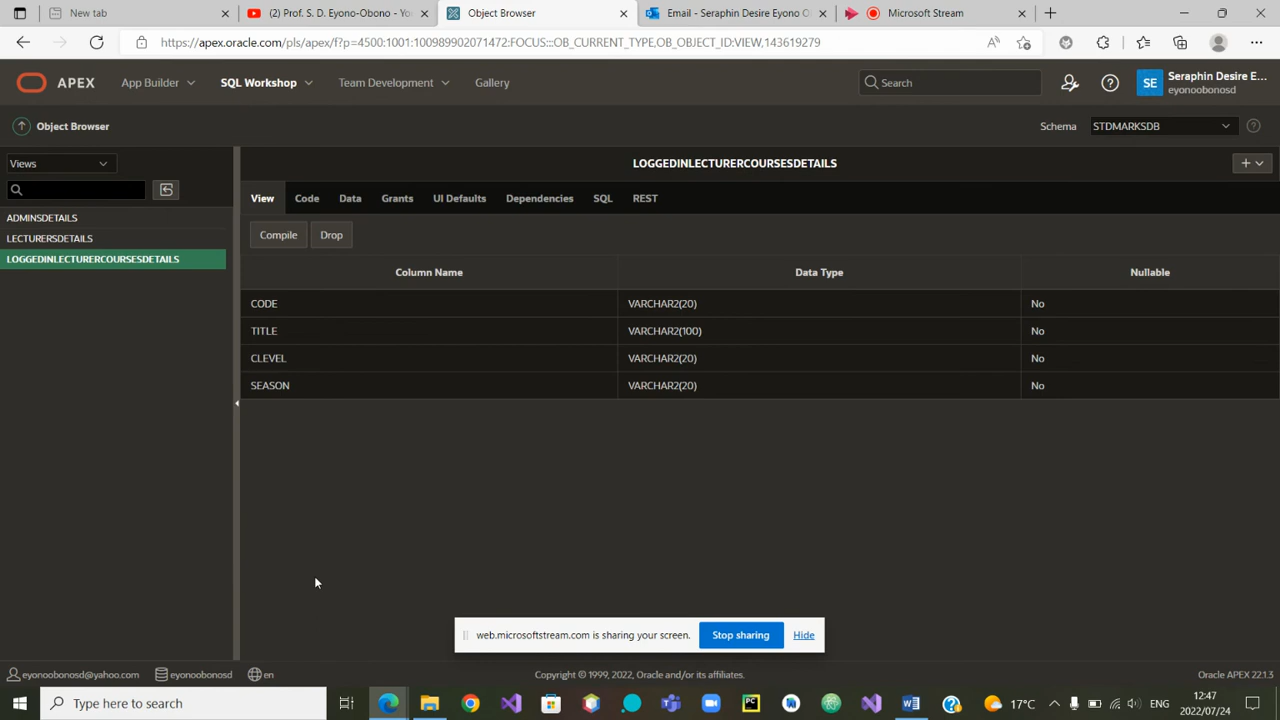 New tab
(2) Prof. S. D. Eyono-Obono - Yo
Object Browser
Email - Seraphin Desire Eyono O
Microsoft Stream
https://apex.oracle.com/pls/apex/f?p=4500:1001:100989902071472:FOCUS:::OB_CURRENT_TYPE,OB_OBJECT_ID:VIEW,143619279
APEX
App Builder
SQL Workshop
Team Development
Gallery
Search
SE
Seraphin Desire E...
eyonoobonosd
Object Browser
Schema
STDMARKSDB
Views
LOGGEDINLECTURERCOURSESDETAILS
View
Code
Data
Grants
UI Defaults
Dependencies
SQL
REST
ADMINSDETAILS
LECTURERSDETAILS
LOGGEDINLECTURERCOURSESDETAILS
Compile
Drop
Column Name
Data Type
Nullable
CODE
VARCHAR2(20)
No
TITLE
VARCHAR2(100)
No
CLEVEL
VARCHAR2(20)
No
SEASON
VARCHAR2(20)
No
web.microsoftstream.com is sharing your screen.
Stop sharing
Hide
eyonoobonosd@yahoo.com
eyonoobonosd
en
Copyright © 1999, 2022, Oracle and/or its affiliates.
Oracle APEX 22.1.3
Type here to search
17°C
ENG
12:47
2022/07/24